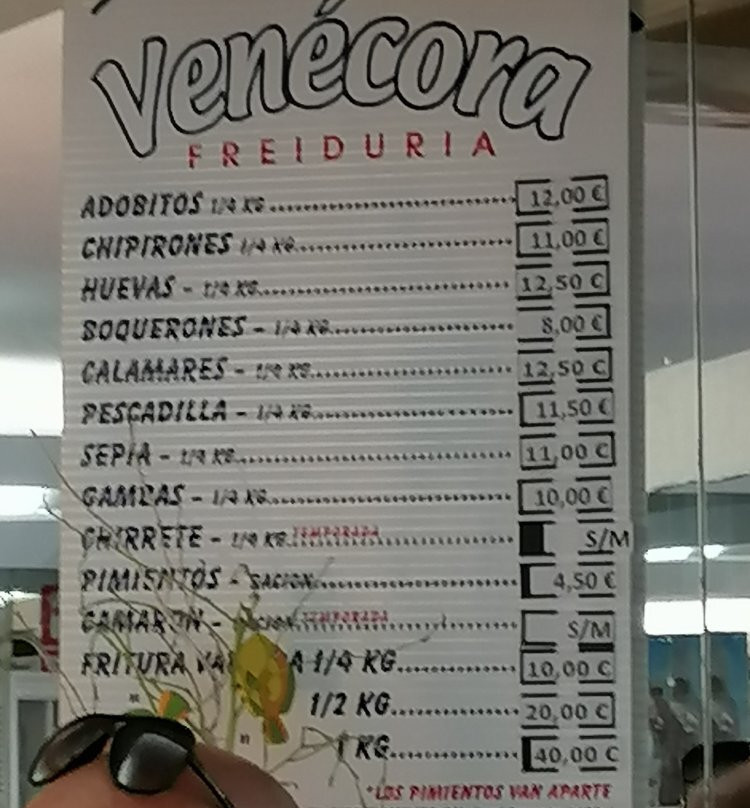 Venécora
FREIDURIA
ADOBITOS 1/4 KG. 12,00 €
CHIPIRONES 1/4 KG. 11,00 €
HUEVAS - 1/4 KG. 12,50 €
BOQUERONES - 1/4 KG. 8,00 €
CALAMARES - 1/4 KG. 12,50 €
PESCADILLA - 1/4 KG. 11,50 €
SEPIA - 1/4 KG. 11,00 €
GAMBAS - 1/4 KG. 10,00 €
CHIRRETE - 1/4 KG. TEMPORADA S/M
PIMIENTOS - RACION 4,50 €
CAMARON - RACION TEMPORADA S/M
FRITURA 1/4 KG. 10,00 €
" 1/2 KG. 20,00 €
" 1 KG. 40,00 €
*LOS PIMIENTOS VAN APARTE